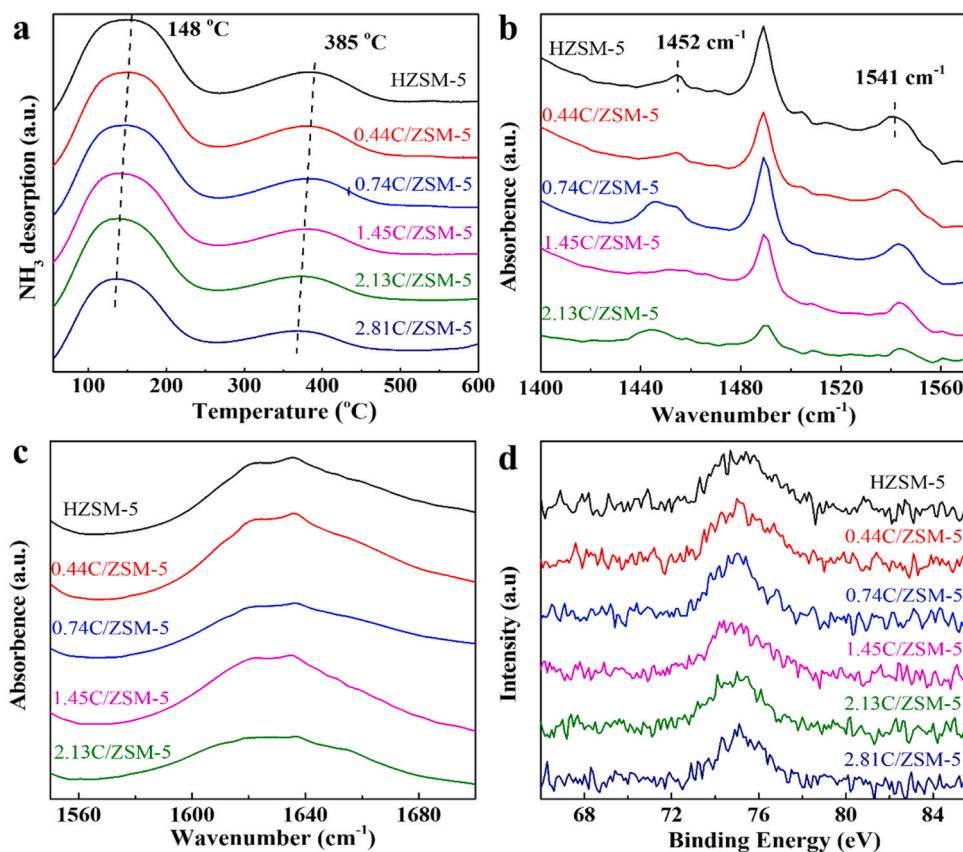 a
148 °C
385 °C
HZSM-5
0.44C/ZSM-5
0.74C/ZSM-5
1.45C/ZSM-5
2.13C/ZSM-5
2.81C/ZSM-5
NH₃ desorption (a.u.)
100 200 300 400 500 600
Temperature (°C)
b
1452 cm⁻¹
1541 cm⁻¹
HZSM-5
0.44C/ZSM-5
0.74C/ZSM-5
1.45C/ZSM-5
2.13C/ZSM-5
Absorbence (a.u.)
1400 1440 1480 1520 1560
Wavenumber (cm⁻¹)
c
HZSM-5
0.44C/ZSM-5
0.74C/ZSM-5
1.45C/ZSM-5
2.13C/ZSM-5
Absorbence (a.u.)
1560 1600 1640 1680
Wavenumber (cm⁻¹)
d
HZSM-5
0.44C/ZSM-5
0.74C/ZSM-5
1.45C/ZSM-5
2.13C/ZSM-5
2.81C/ZSM-5
Intensity (a.u)
68 72 76 80 84
Binding Energy (eV)